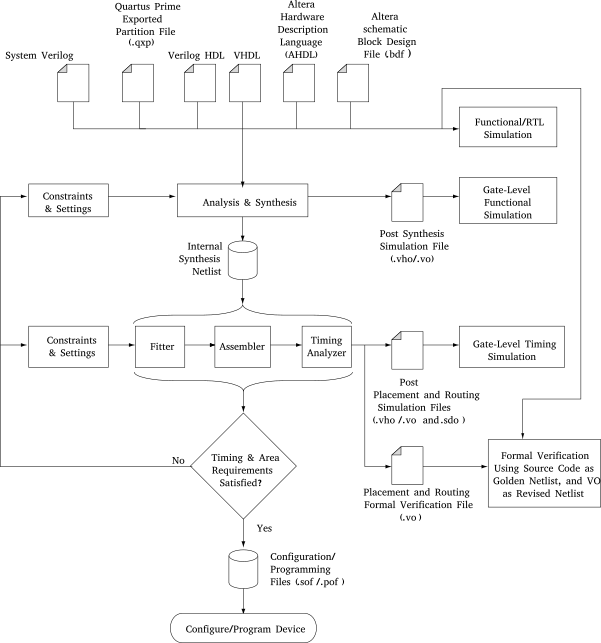 Quartus Prime
Exported
Partition File
(.qxp)
Altera
Hardware
Description
Language
(AHDL)
Altera
schematic
Block Design
File (.bdf )
System Verilog
Verilog HDL
VHDL
Functional/RTL
Simulation
Constraints
& Settings
Analysis & Synthesis
Gate-Level
Functional
Simulation
Post Synthesis
Simulation File
(.vho/.vo)
Internal
Synthesis
Netlist
Constraints
& Settings
Fitter
Assembler
Timing
Analyzer
Gate-Level Timing
Simulation
Post
Placement and Routing
Simulation Files
(.vho /.vo and.sdo )
No
Timing & Area
Requirements
Satisfied?
Yes
Formal Verification
Using Source Code as
Golden Netlist, and VO
as Revised Netlist
Placement and Routing
Formal Verification File
(.vo )
Configuration/
Programming
Files (.sof /.pof )
Configure/Program Device